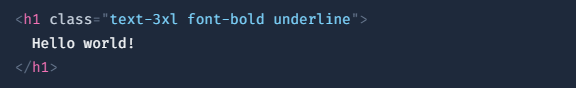 <h1 class="text-3xl font-bold underline">
  Hello world!
</h1>